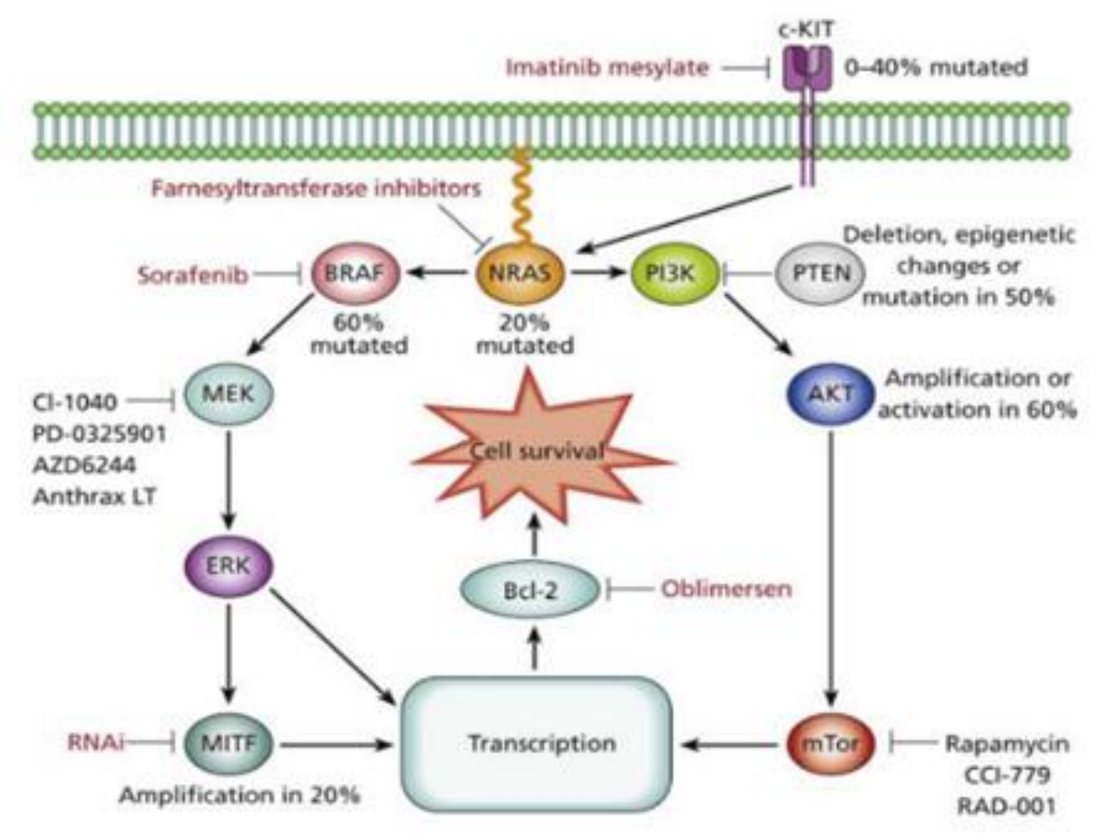 c-KIT
Imatinib mesylate
0–40% mutated
Farnesyltransferase inhibitors
Sorafenib
BRAF
NRAS
PI3K
PTEN
Deletion, epigenetic
changes or
mutation in 50%
60%
mutated
20%
mutated
MEK
AKT
Amplification or
activation in 60%
CI-1040
PD-0325901
AZD6244
Anthrax LT
Cell survival
ERK
Bcl-2
Oblimersen
RNAi
MITF
Transcription
mTor
Rapamycin
CCI-779
RAD-001
Amplification in 20%